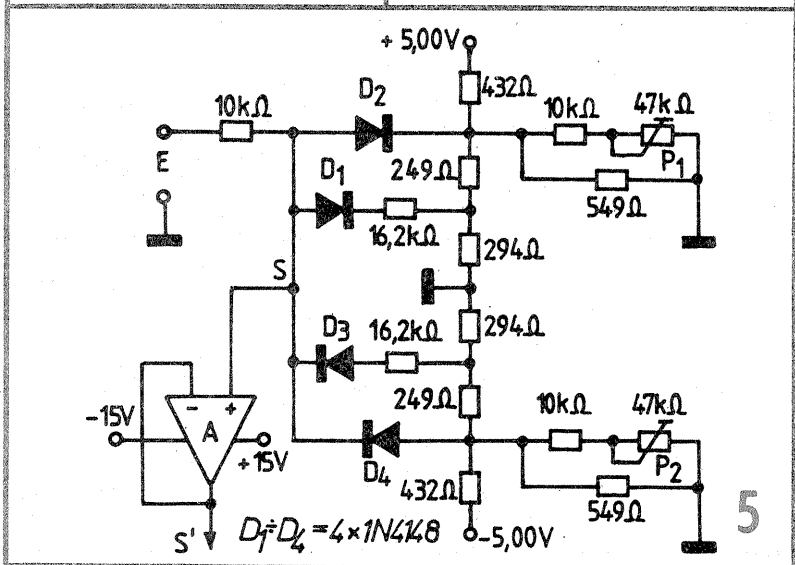 + 5,00V
432Ω
D2
10kΩ
10kΩ
47kΩ
E
249Ω
P1
D1
549Ω
16,2kΩ
294Ω
S
D3
16,2kΩ
294Ω
-15V
- +
A
+15V
249Ω
10kΩ
47kΩ
D4
P2
432Ω
549Ω
S'
D1÷D4 = 4×1N4148
-5,00V
5